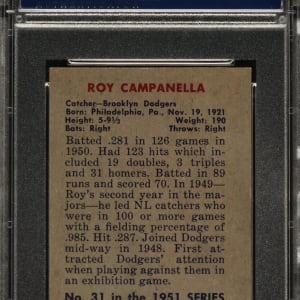 ROY CAMPANELLA
Catcher—Brooklyn Dodgers
Born: Philadelphia, Pa., Nov. 19, 1921
Height: 5-9½ Weight: 190
Bats: Right Throws: Right
Batted .281 in 126 games in
1950. Had 123 hits which in-
cluded 19 doubles, 3 triples
and 31 homers. Batted in 89
runs and scored 70. In 1949—
Roy's second year in the ma-
jors—he led NL catchers who
were in 100 or more games
with a fielding percentage of
.985. Hit .287. Joined Dodgers
mid-way in 1948. First at-
tracted Dodgers' attention
when playing against them in
an exhibition game.
No. 31 in the 1951 SERIES